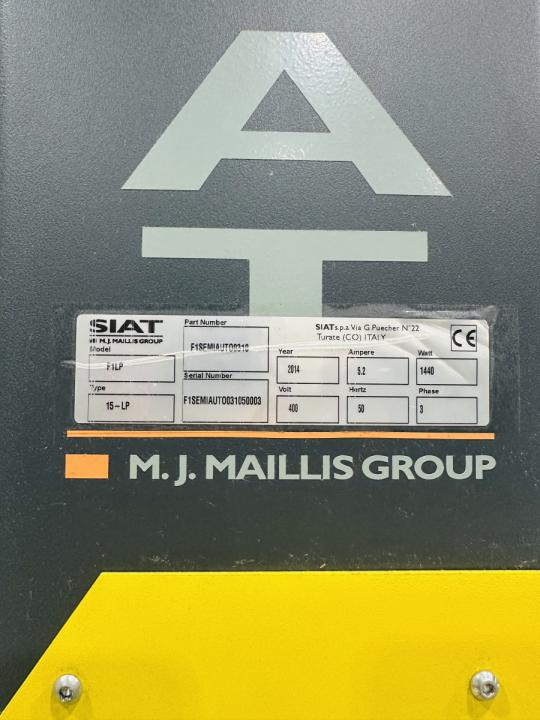 A
T
SIAT
M. J. MAILLIS GROUP
Model
F1LP
Type
15-LP
Part Number
F1SEMIAUTO0310
Serial Number
F1SEMIAUTO031050003
SIAT s.p.a. Via G. Puecher N°22
Turate (CO) ITALY
CE
Year Ampere Watt
2014 5.2 1440
Volt Hertz Phase
400 50 3
M. J. MAILLIS GROUP